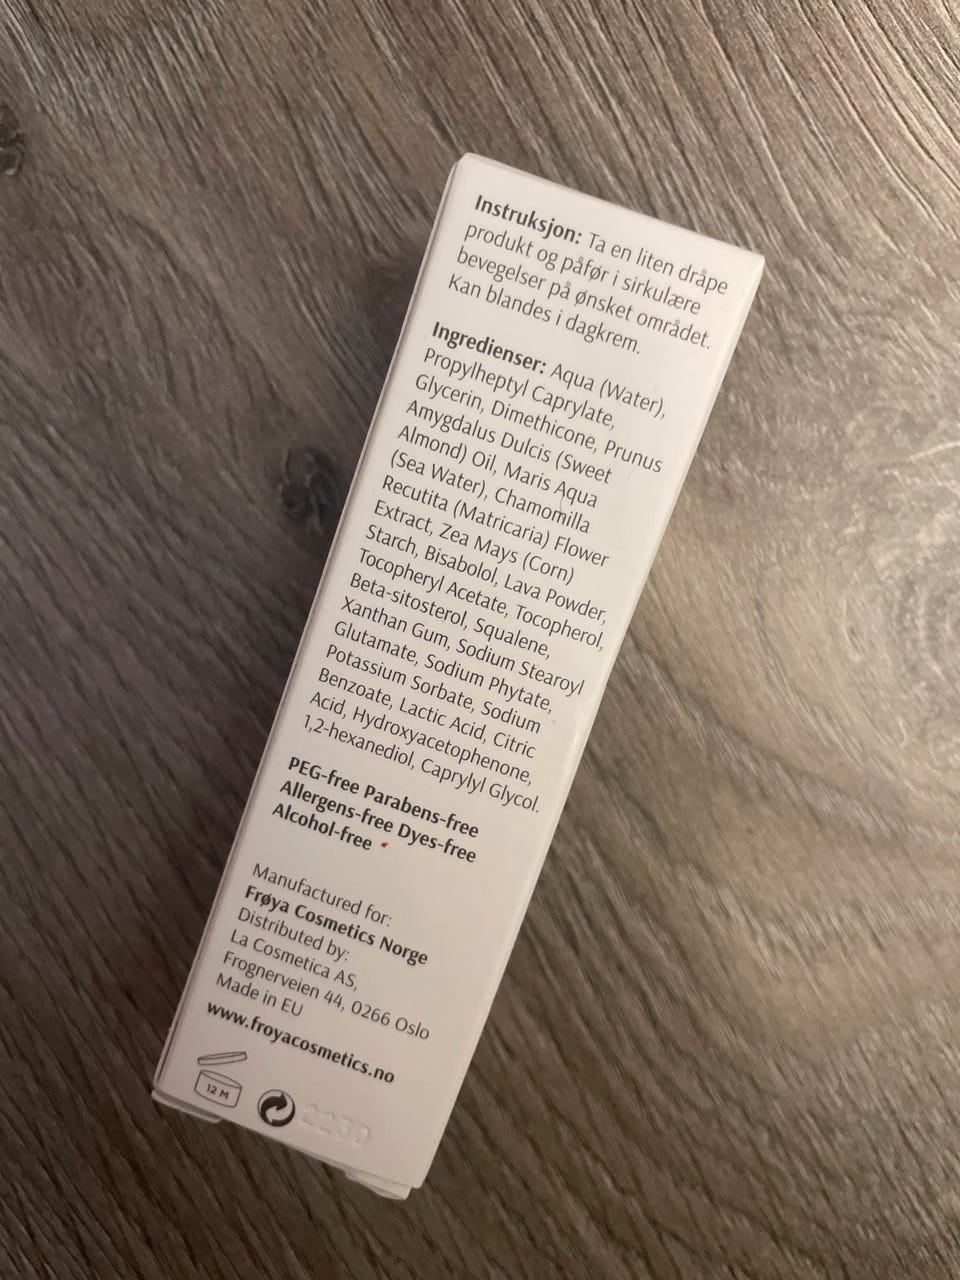 Instruksjon: Ta en liten dråpe
produkt og påfør i sirkulære
bevegelser på ønsket området.
Kan blandes i dagkrem.
Ingredienser: Aqua (Water),
Propylheptyl Caprylate,
Glycerin, Dimethicone, Prunus
Amygdalus Dulcis (Sweet
Almond) Oil, Maris Aqua
(Sea Water), Chamomilla
Recutita (Matricaria) Flower
Extract, Zea Mays (Corn)
Starch, Bisabolol, Lava Powder,
Tocopheryl Acetate, Tocopherol,
Beta-sitosterol, Squalene,
Xanthan Gum, Sodium Stearoyl
Glutamate, Sodium Phytate,
Potassium Sorbate, Sodium
Benzoate, Lactic Acid, Citric
Acid, Hydroxyacetophenone,
1,2-hexanediol, Caprylyl Glycol.
PEG-free Parabens-free
Allergens-free Dyes-free
Alcohol-free
Manufactured for:
Frøya Cosmetics Norge
Distributed by:
La Cosmetica AS,
Frognerveien 44, 0266 Oslo
Made in EU
www.froyacosmetics.no
12 M
2230